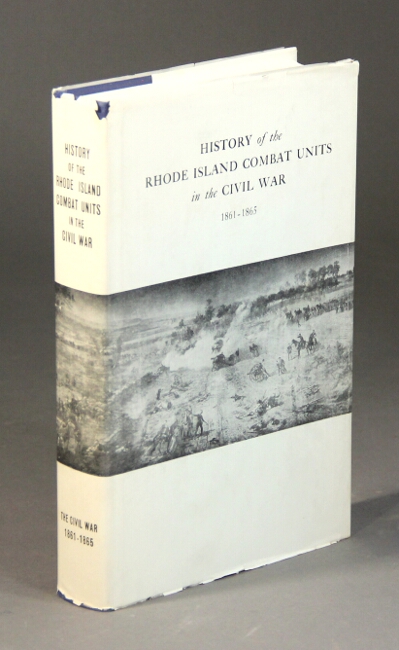 HISTORY
OF THE
RHODE ISLAND
COMBAT UNITS
IN THE
CIVIL WAR
THE CIVIL WAR
1861-1865
HISTORY of the
RHODE ISLAND COMBAT UNITS
in the CIVIL WAR
1861-1865